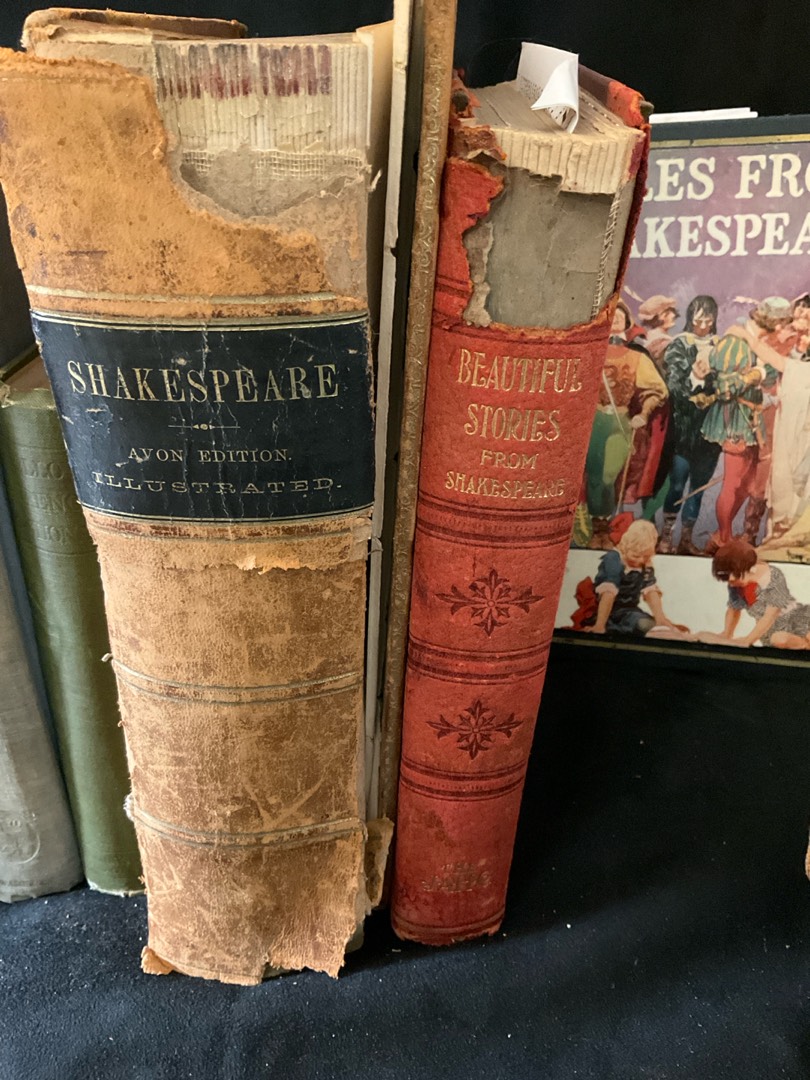 SHAKESPEARE
AVON EDITION.
ILLUSTRATED.
BEAUTIFUL
STORIES
FROM
SHAKESPEARE
LES FRO
AKESPEA